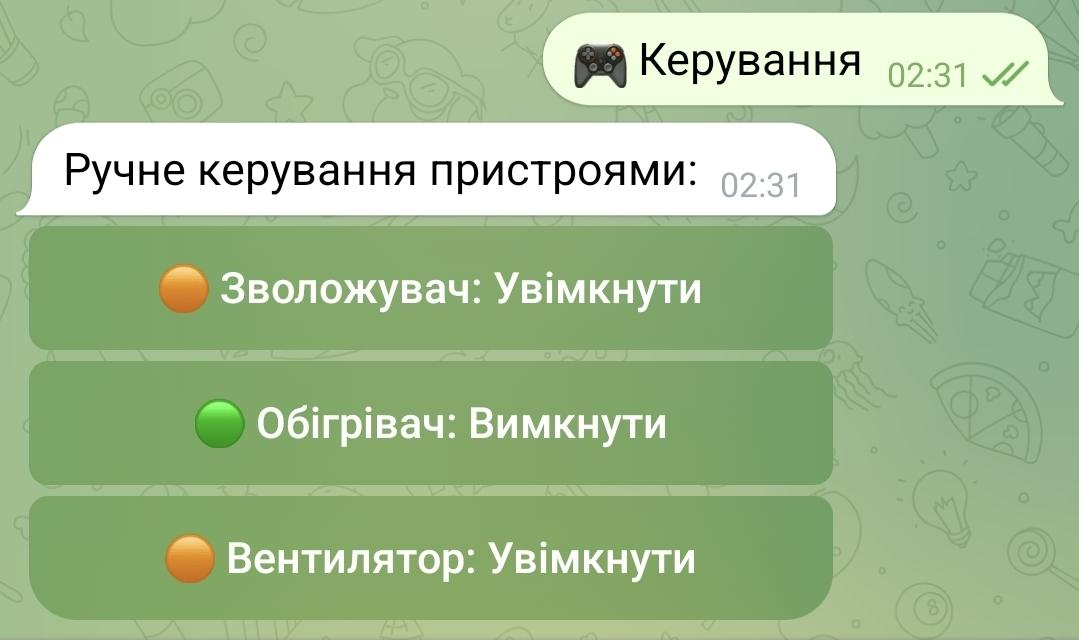 🎮 Керування 02:31
Ручне керування пристроями: 02:31
🟠 Зволожувач: Увімкнути
🟢 Обігрівач: Вимкнути
🟠 Вентилятор: Увімкнути